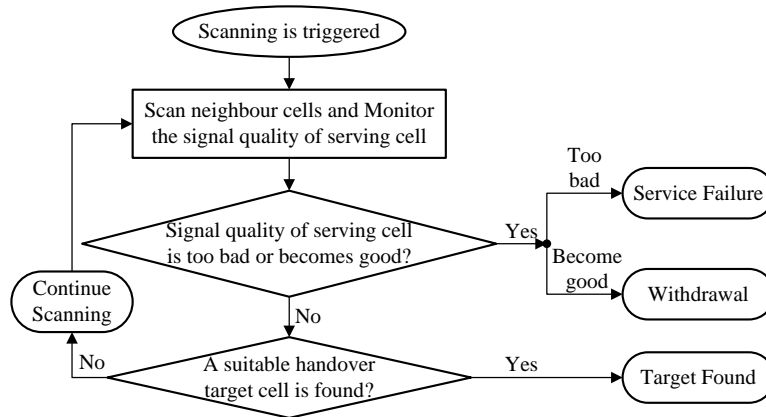 Scanning is triggered
Scan neighbour cells and Monitor
the signal quality of serving cell
Too
bad
Service Failure
Signal quality of serving cell
is too bad or becomes good?
Yes
Become
good
Withdrawal
Continue
Scanning
No
A suitable handover
target cell is found?
No
Yes
Target Found